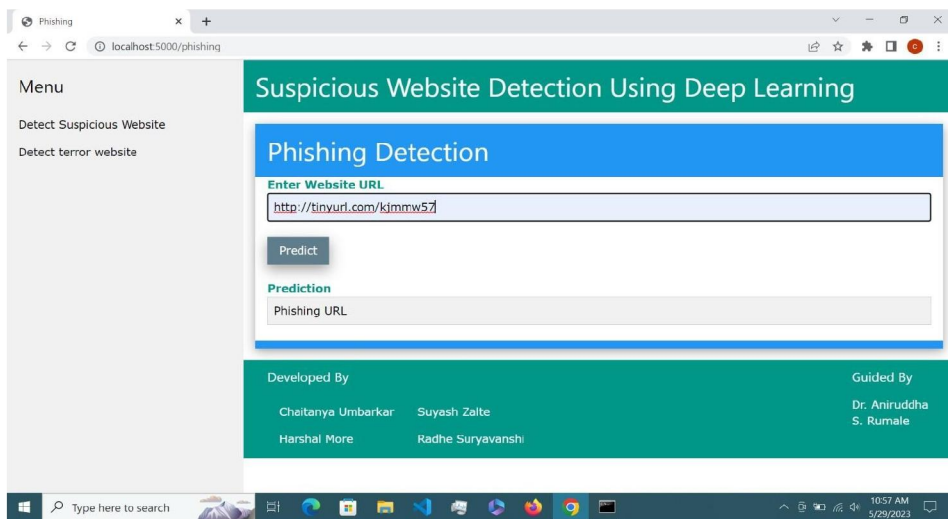 Phishing
localhost:5000/phishing
Menu
Detect Suspicious Website
Detect terror website
Suspicious Website Detection Using Deep Learning
Phishing Detection
Enter Website URL
http://tinyurl.com/kjmmw57
Predict
Prediction
Phishing URL
Developed By
Chaitanya Umbarkar Suyash Zalte
Harshal More Radhe Suryavanshi
Guided By
Dr. Aniruddha
S. Rumale
Type here to search
10:57 AM
5/29/2023